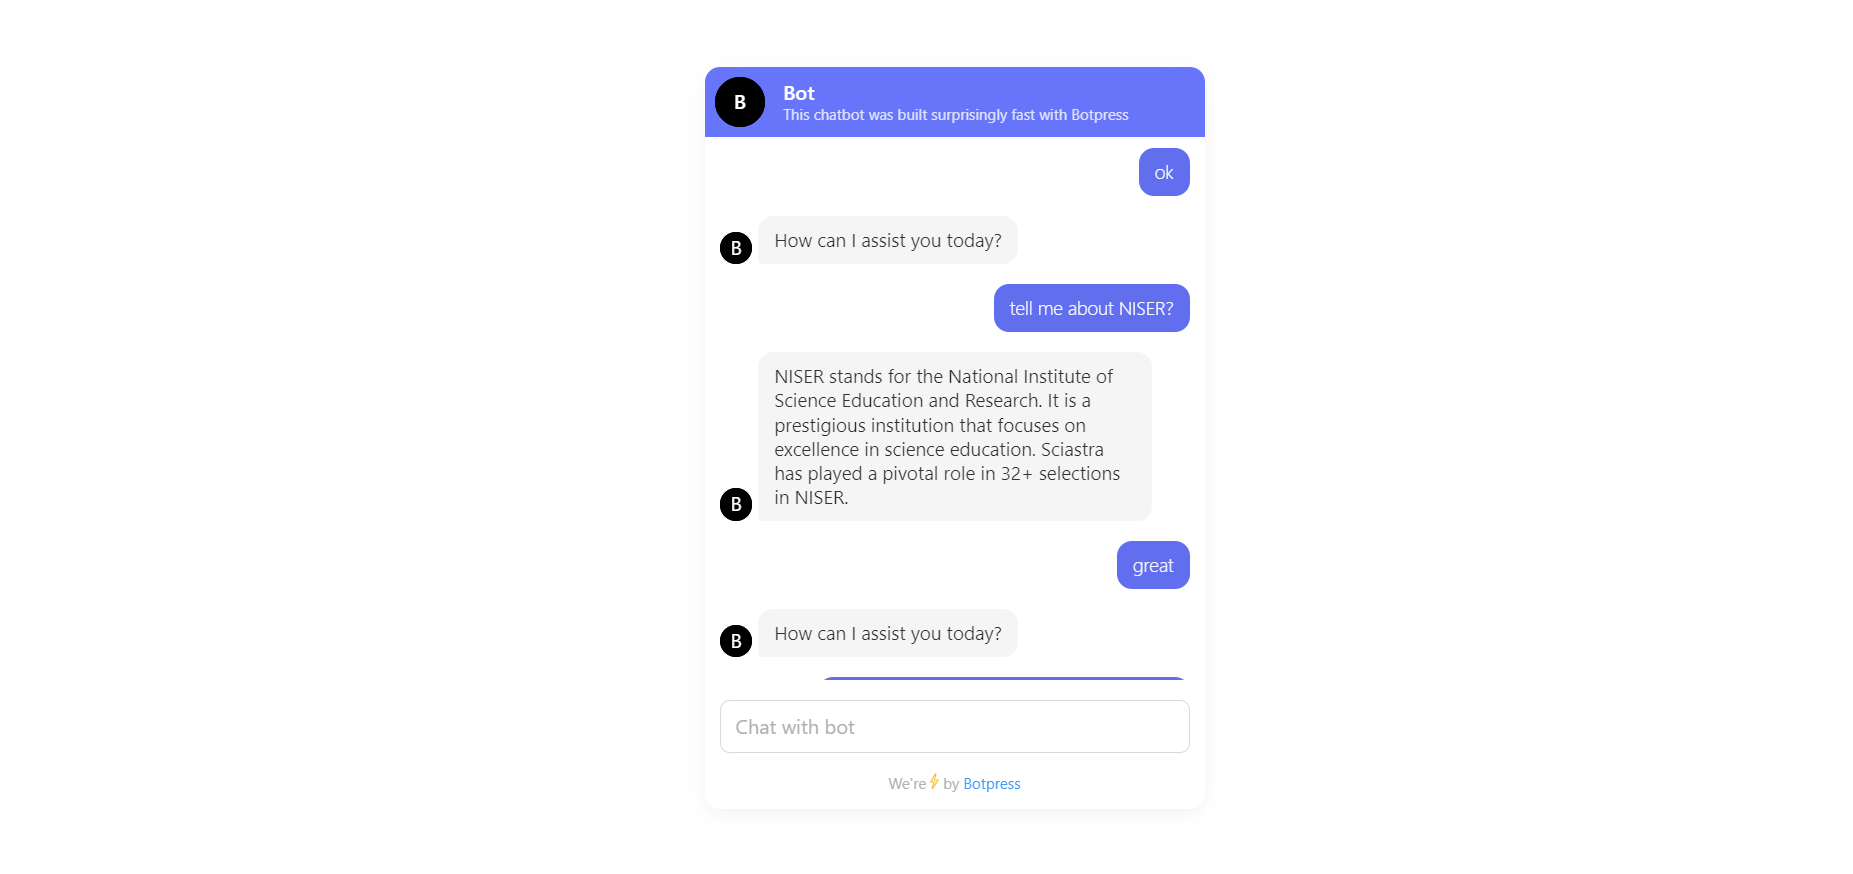 B
Bot
This chatbot was built surprisingly fast with Botpress
ok
How can I assist you today?
B
tell me about NISER?
NISER stands for the National Institute of
Science Education and Research. It is a
prestigious institution that focuses on
excellence in science education. Sciastra
has played a pivotal role in 32+ selections
in NISER.
B
great
How can I assist you today?
B
Chat with bot
We're⚡ by Botpress